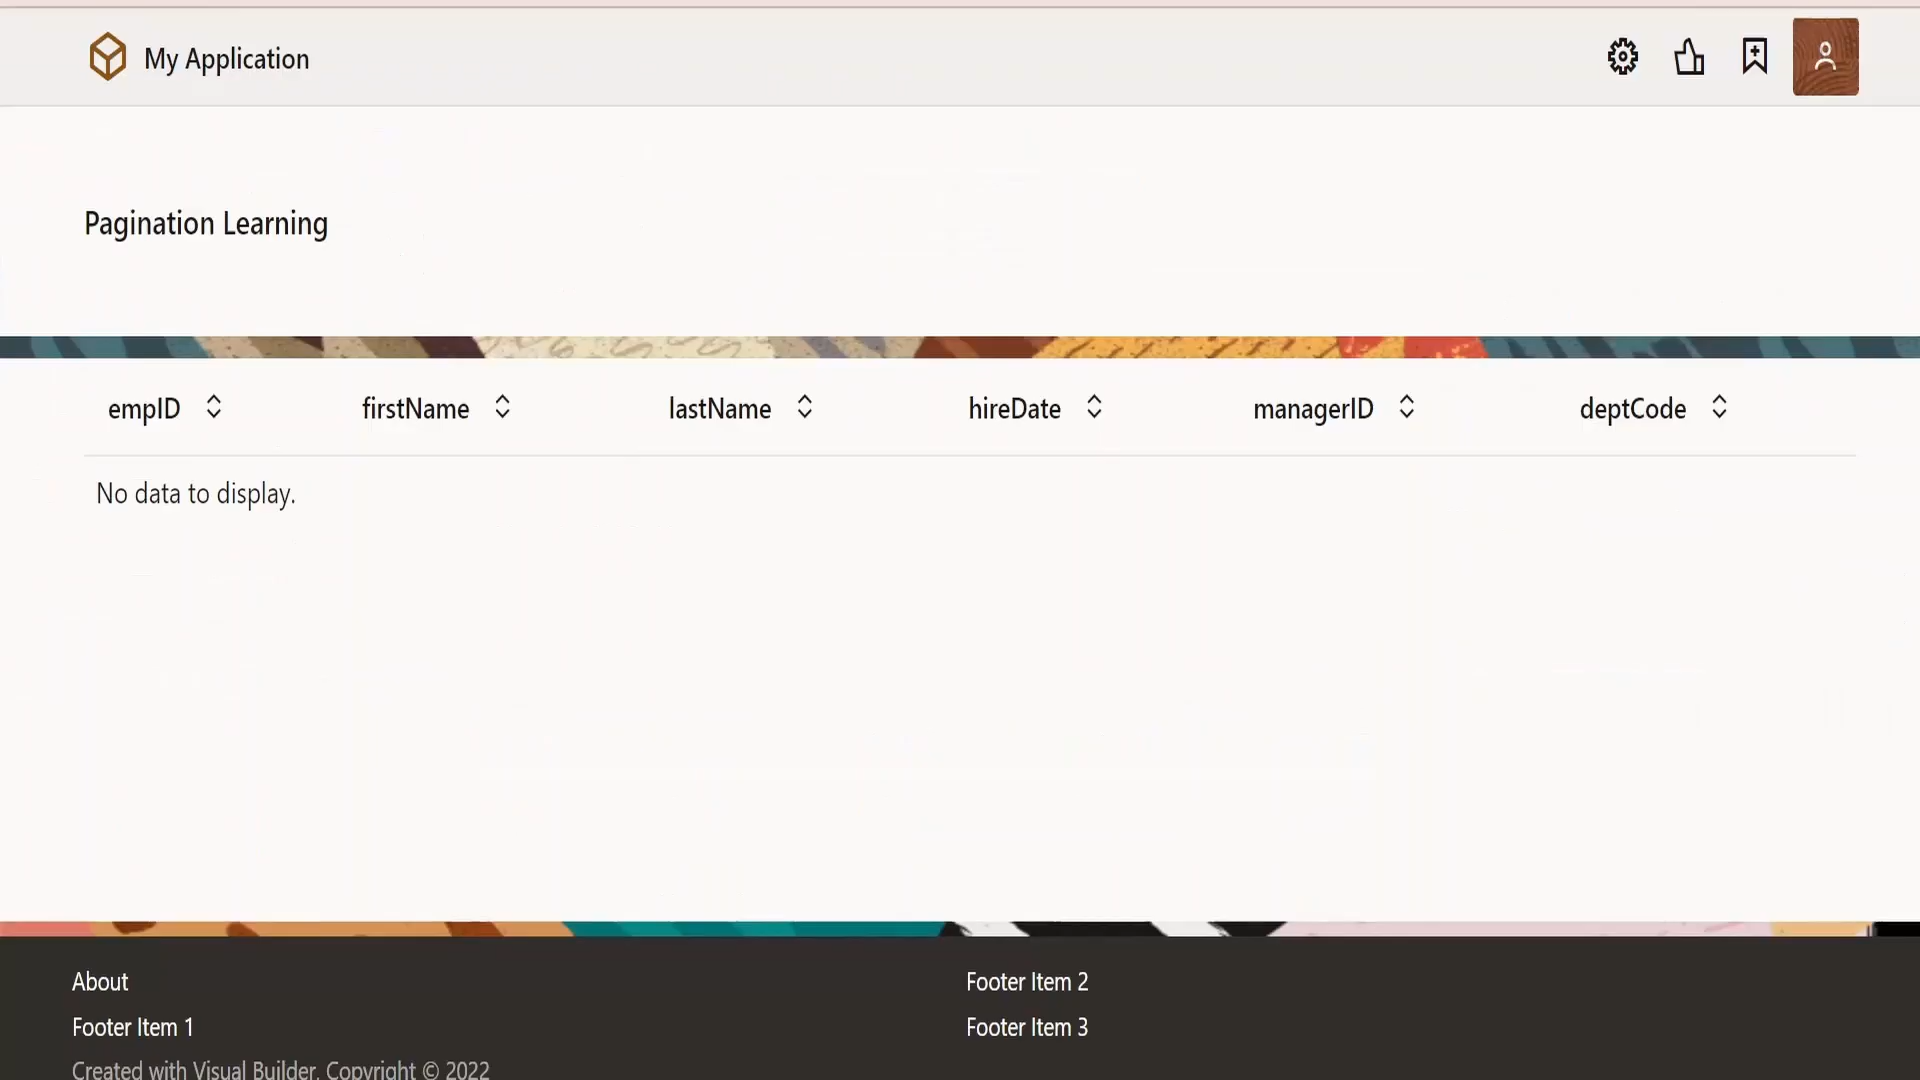 My Application
Pagination Learning
empID firstName lastName hireDate managerID deptCode
No data to display.
About Footer Item 2
Footer Item 1 Footer Item 3
Created with Visual Builder. Copyright © 2022